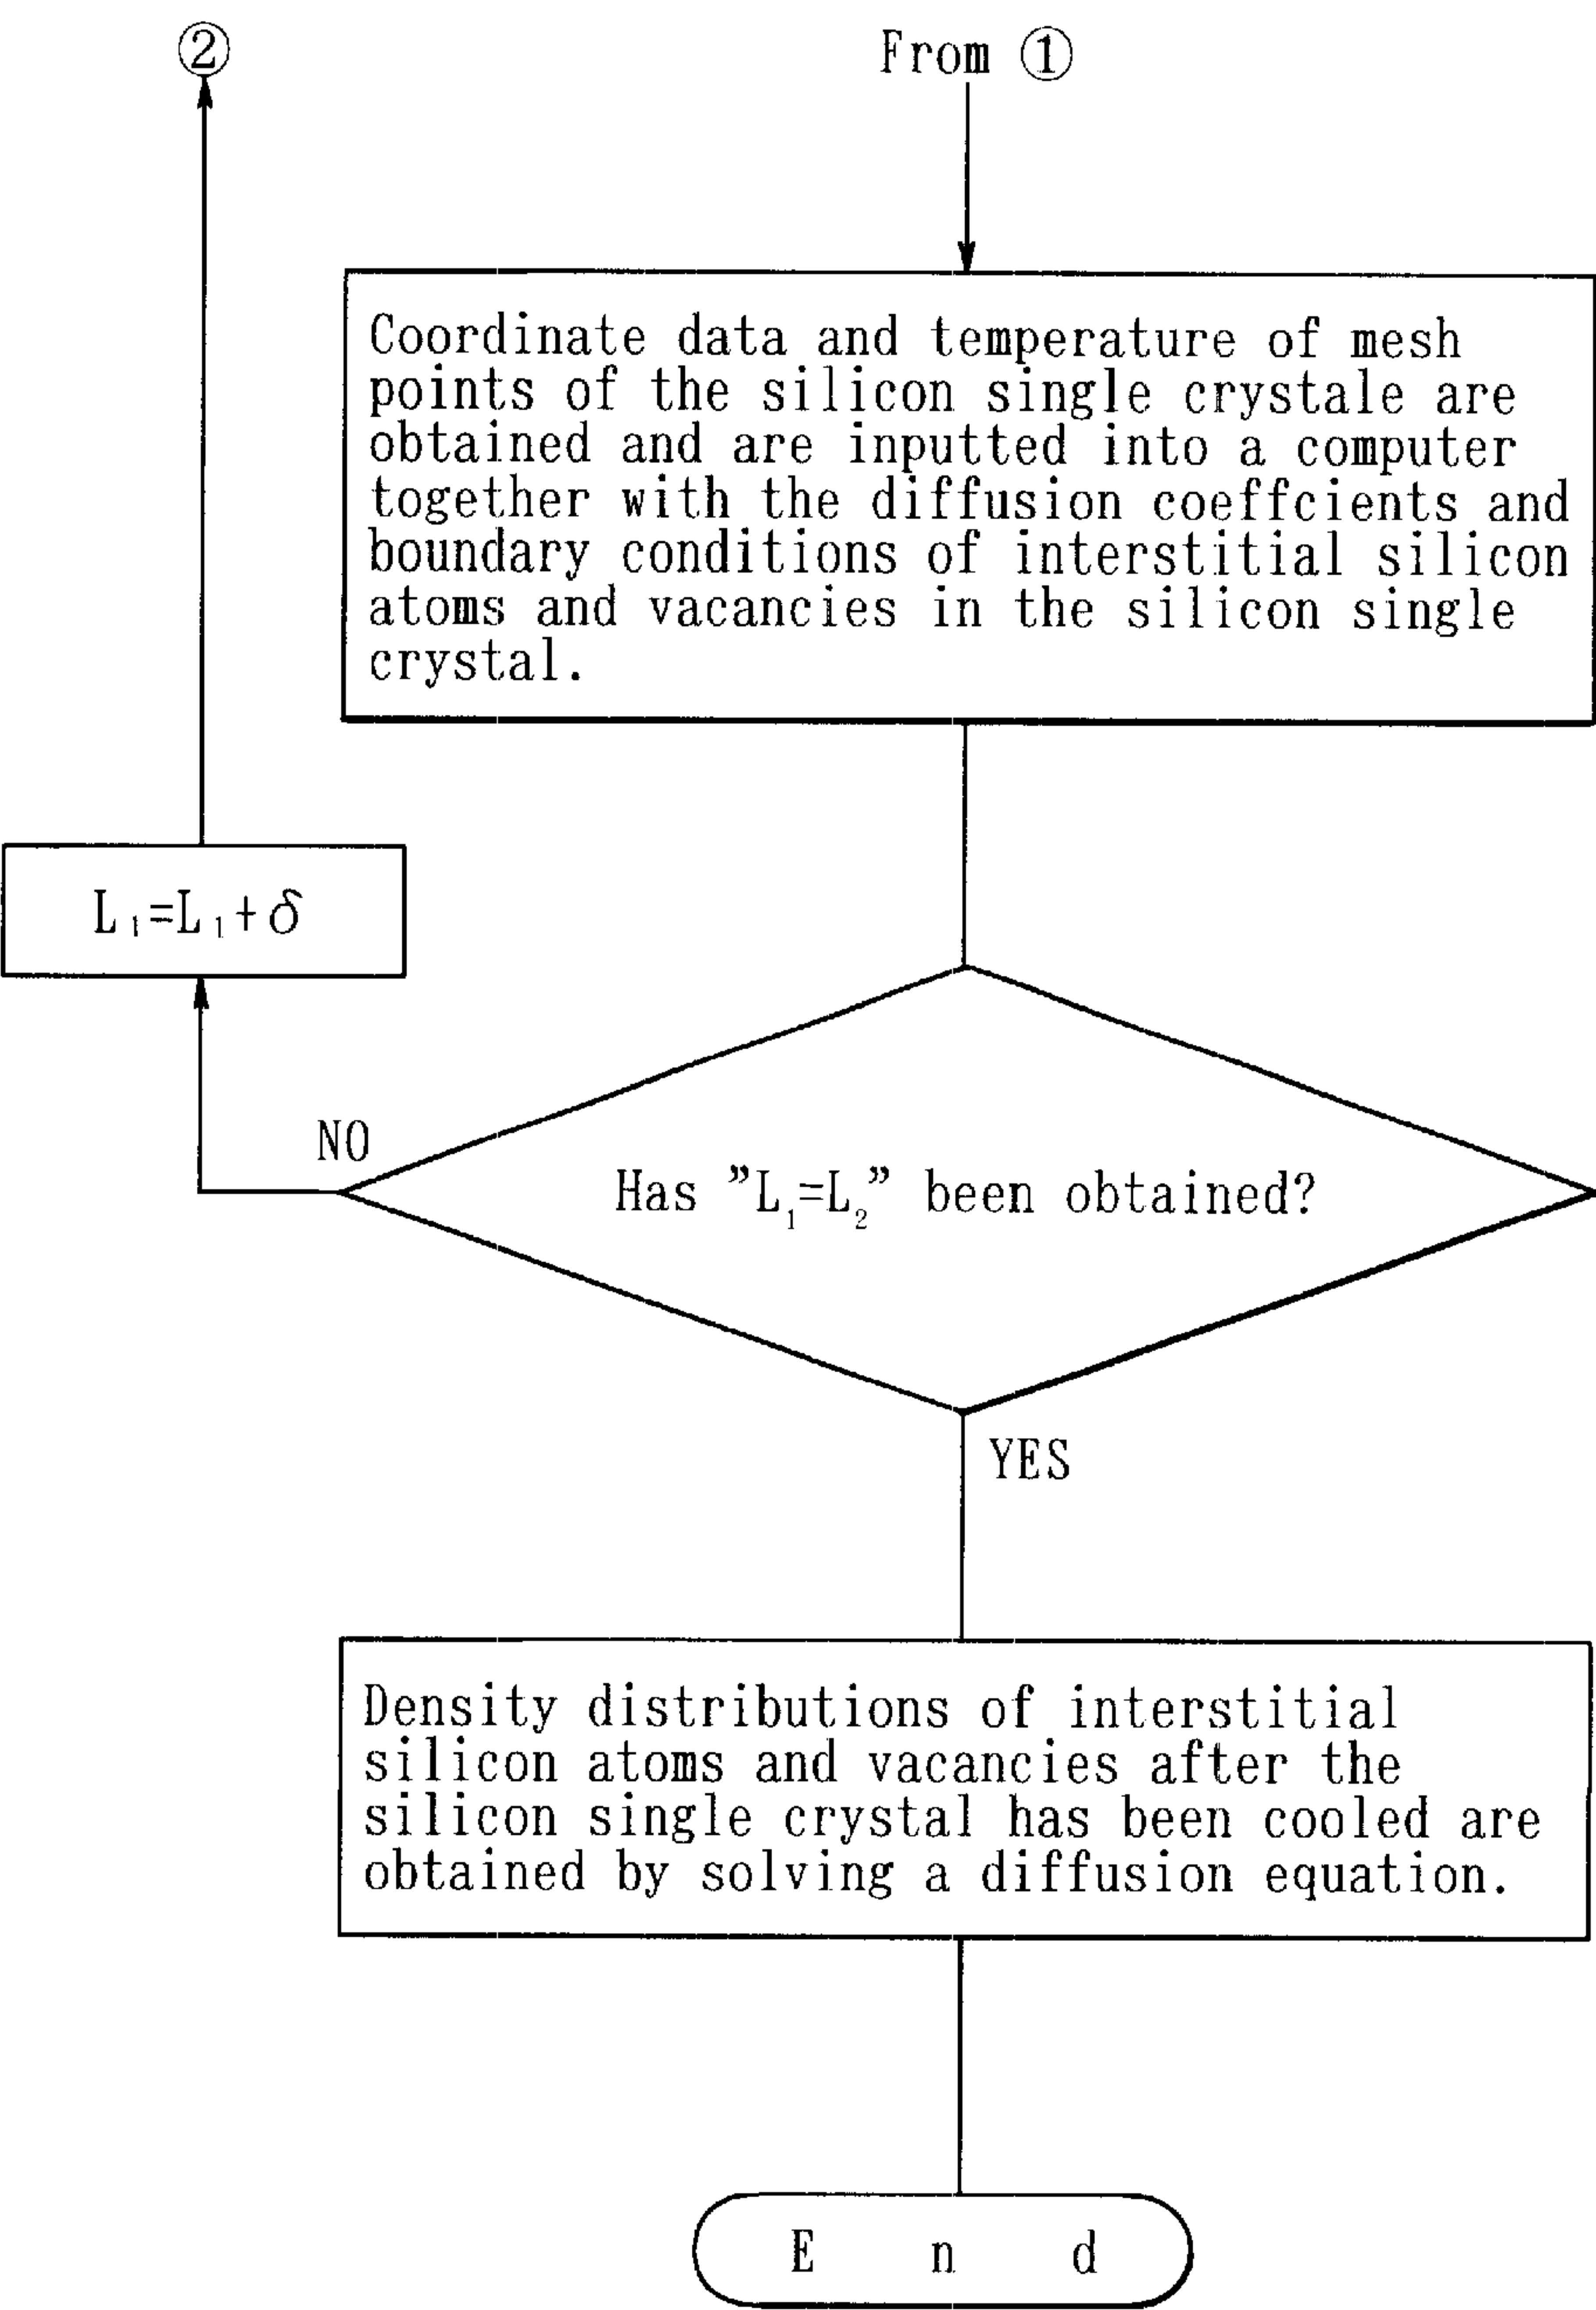 ②
From ①
Coordinate data and temperature of mesh
points of the silicon single crystale are
obtained and are inputted into a computer
together with the diffusion coeffcients and
boundary conditions of interstitial silicon
atoms and vacancies in the silicon single
crystal.
L₁=L₁+δ
NO
Has ”L₁=L₂” been obtained?
YES
Density distributions of interstitial
silicon atoms and vacancies after the
silicon single crystal has been cooled are
obtained by solving a diffusion equation.
E n d